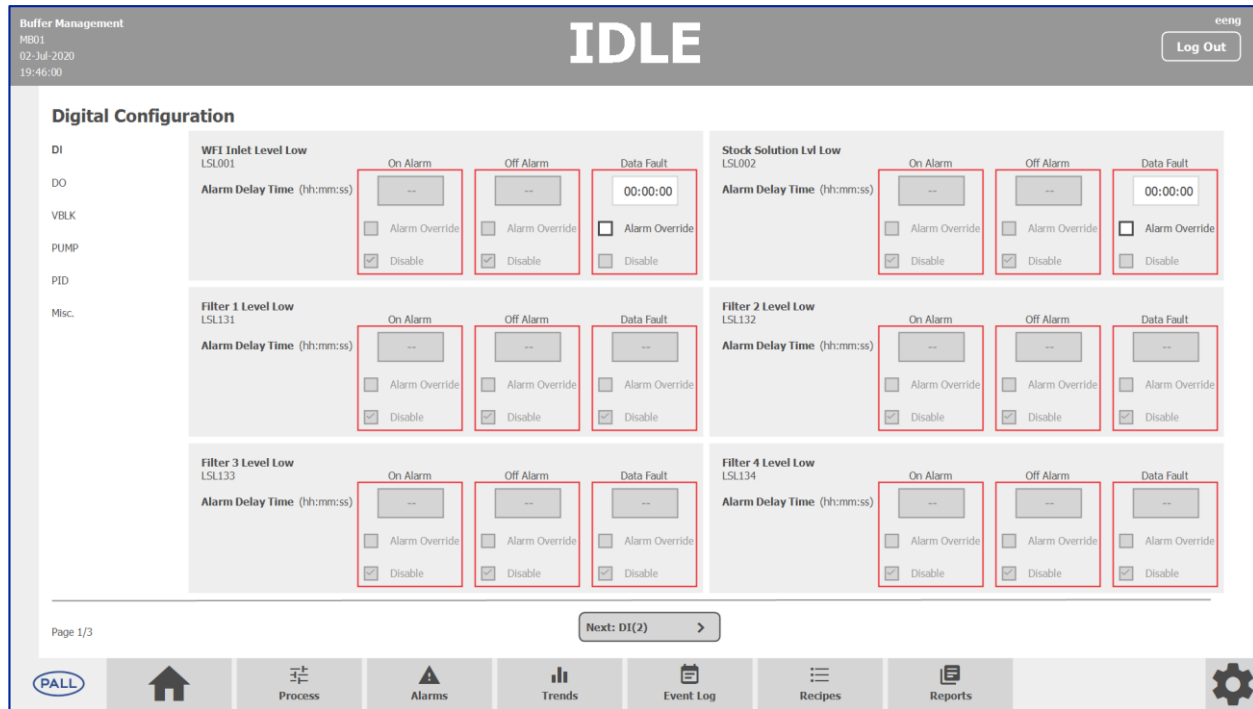 Buffer Management
MB01
02-Jul-2020
19:46:00
IDLE
eeng
Log Out
Digital Configuration
DI
DO
VBLK
PUMP
PID
Misc.
WFI Inlet Level Low
LSL001
On Alarm Off Alarm Data Fault
Alarm Delay Time (hh:mm:ss) -- -- 00:00:00
Alarm Override Alarm Override Alarm Override
Disable Disable Disable
Stock Solution Lvl Low
LSL002
On Alarm Off Alarm Data Fault
Alarm Delay Time (hh:mm:ss) -- -- 00:00:00
Alarm Override Alarm Override Alarm Override
Disable Disable Disable
Filter 1 Level Low
LSL131
On Alarm Off Alarm Data Fault
Alarm Delay Time (hh:mm:ss) -- -- --
Alarm Override Alarm Override Alarm Override
Disable Disable Disable
Filter 2 Level Low
LSL132
On Alarm Off Alarm Data Fault
Alarm Delay Time (hh:mm:ss) -- -- --
Alarm Override Alarm Override Alarm Override
Disable Disable Disable
Filter 3 Level Low
LSL133
On Alarm Off Alarm Data Fault
Alarm Delay Time (hh:mm:ss) -- -- --
Alarm Override Alarm Override Alarm Override
Disable Disable Disable
Filter 4 Level Low
LSL134
On Alarm Off Alarm Data Fault
Alarm Delay Time (hh:mm:ss) -- -- --
Alarm Override Alarm Override Alarm Override
Disable Disable Disable
Page 1/3
Next: DI(2) >
PALL
Process
Alarms
Trends
Event Log
Recipes
Reports